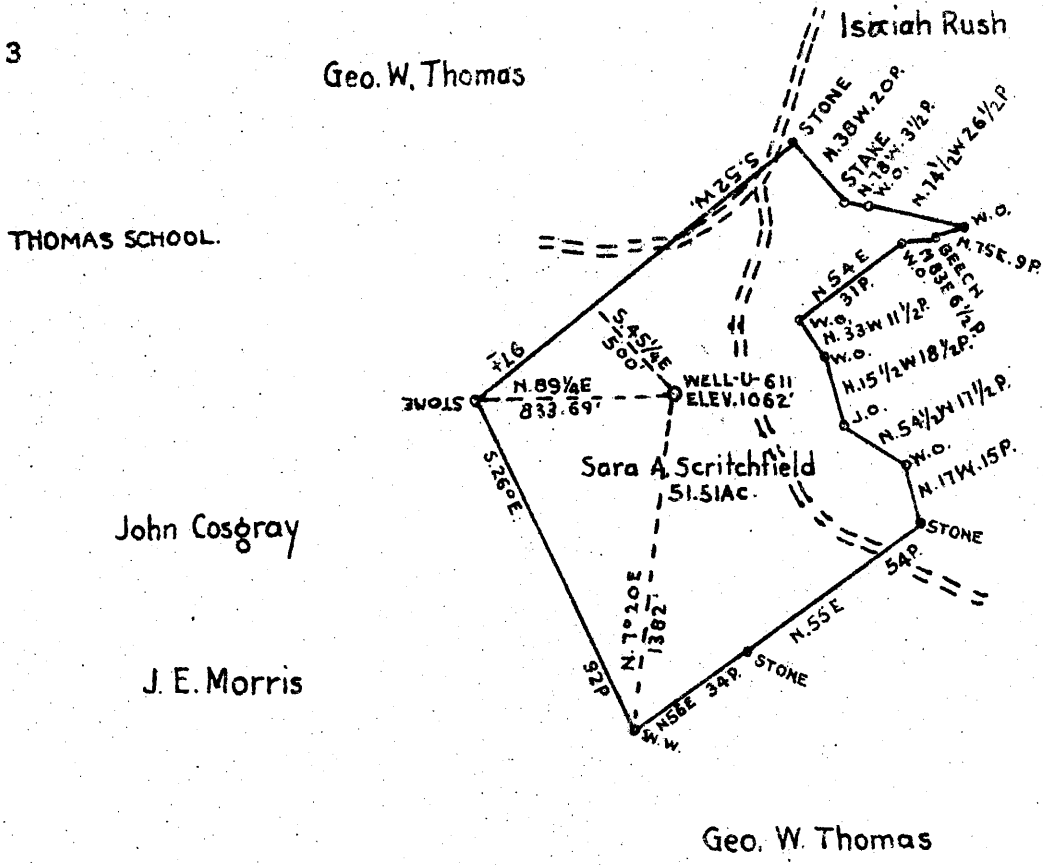 3
Isaiah Rush
Geo. W. Thomas
STONE
N.38W. 20P.
STAKE
N.78W. 3½P.
W.O.
N.74½W 26½P
S.52W.
97±
W.O.
N.75E. 9P.
BEECH
N83E 6½P
W.O.
THOMAS SCHOOL.
N54E
31P.
W.O.
N.33W 11½P.
W.O.
N.15½W 18½P.
J.O.
N.54½W 17½P.
W.O.
N.17W. 15P.
STONE
S.45¼E
500'
STONE
N.89¼E
833.69'
WELL-U-611
ELEV.1062'
Sara A. Scritchfield
51.51Ac.
S.26°E.
92P
John Cosgray
54P.
N.55E
N.7°20E
1382'
STONE
J. E. Morris
N56E 34P.
W.W.
Geo. W. Thomas